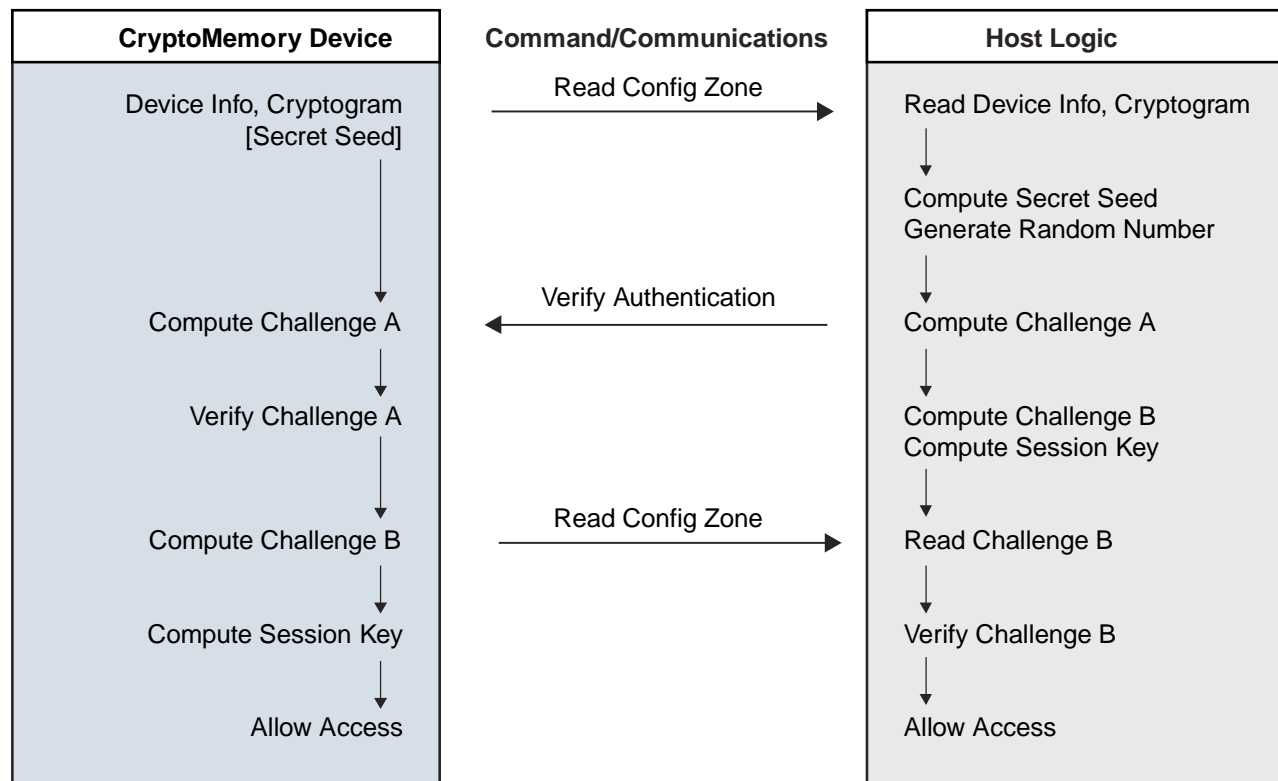 CryptoMemory Device
Command/Communications
Host Logic
Device Info, Cryptogram
[Secret Seed]
Read Config Zone
Read Device Info, Cryptogram
Compute Secret Seed
Generate Random Number
Compute Challenge A
Verify Authentication
Compute Challenge A
Verify Challenge A
Compute Challenge B
Compute Session Key
Compute Challenge B
Read Config Zone
Read Challenge B
Compute Session Key
Verify Challenge B
Allow Access
Allow Access